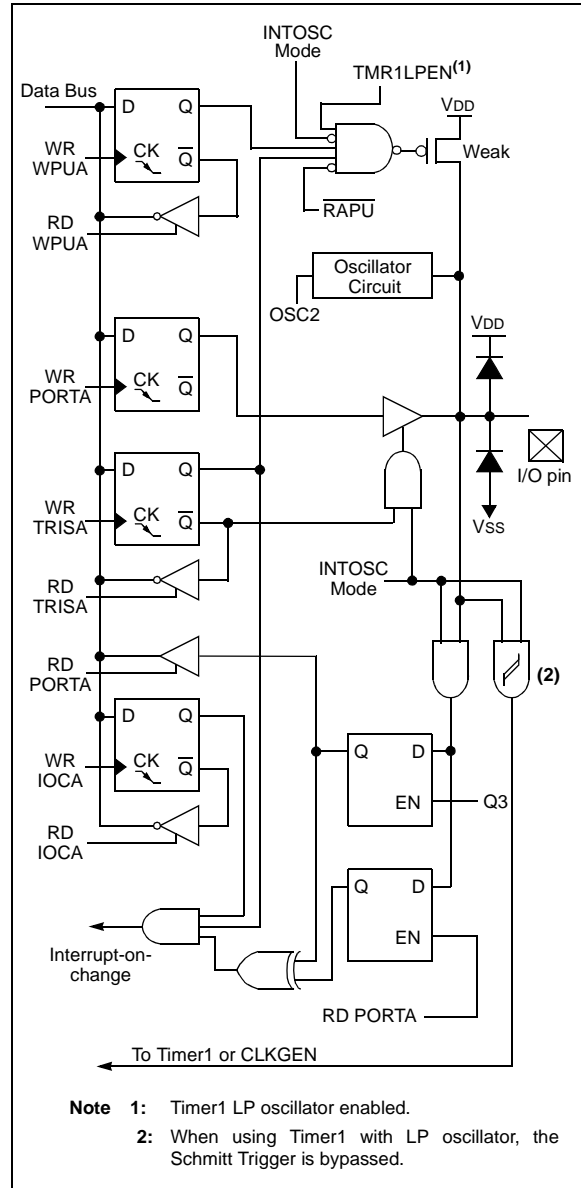 INTOSC
Mode
TMR1LPEN(1)
Data Bus
VDD
D Q
WR
WPUA
CK Q
Weak
RD
WPUA
RAPU
Oscillator
Circuit
OSC2
VDD
D Q
WR
PORTA
CK Q
I/O pin
D Q
WR
TRISA
CK Q
VSS
INTOSC
Mode
RD
TRISA
(2)
RD
PORTA
D Q
WR
IOCA
CK Q
Q D
EN
Q3
RD
IOCA
Q D
EN
Interrupt-on-
change
RD PORTA
To Timer1 or CLKGEN
Note 1: Timer1 LP oscillator enabled.
2: When using Timer1 with LP oscillator, the
Schmitt Trigger is bypassed.